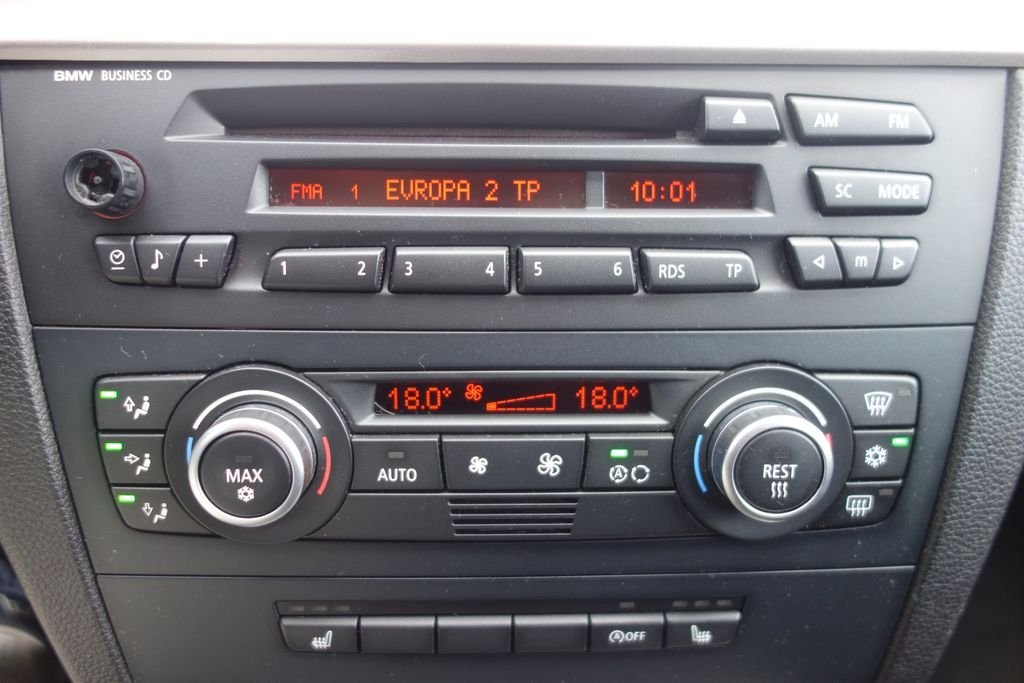 BMW BUSINESS CD
AM FM
FMA 1 EVROPA 2 TP 10:01
SC MODE
1 2 3 4 5 6 RDS TP m
18.0° 18.0°
MAX AUTO A REST
A OFF